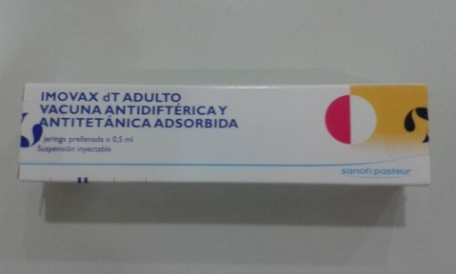 IMOVAX dT ADULTO
VACUNA ANTIDIFTÉRICA Y
ANTITETÁNICA ADSORBIDA
jeringa prellenada x 0,5 ml
Suspensión inyectable
sanofi pasteur